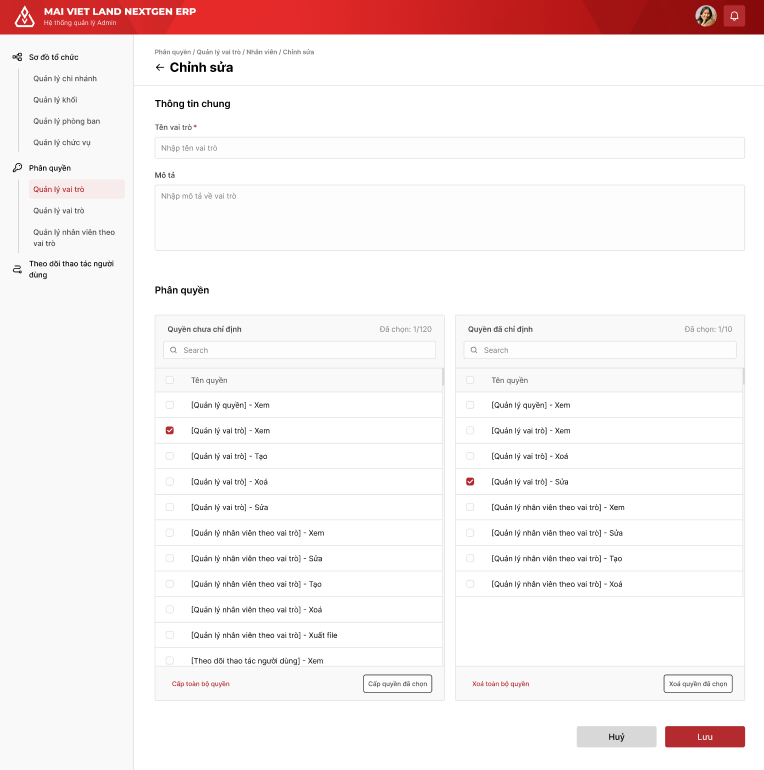 MAI VIET LAND NEXTGEN ERP
Hệ thống quản lý Admin
Sơ đồ tổ chức
Quản lý chi nhánh
Quản lý khối
Quản lý phòng ban
Quản lý chức vụ
Phân quyền
Quản lý vai trò
Quản lý vai trò
Quản lý nhân viên theo
vai trò
Theo dõi thao tác người
dùng
Phân quyền / Quản lý vai trò / Nhân viên / Chỉnh sửa
Chỉnh sửa
Thông tin chung
Tên vai trò *
Nhập tên vai trò
Mô tả
Nhập mô tả về vai trò
Phân quyền
Quyền chưa chỉ định
Đã chọn: 1/120
Search
Tên quyền
[Quản lý quyền] - Xem
[Quản lý vai trò] - Xem
[Quản lý vai trò] - Tạo
[Quản lý vai trò] - Xoá
[Quản lý vai trò] - Sửa
[Quản lý nhân viên theo vai trò] - Xem
[Quản lý nhân viên theo vai trò] - Sửa
[Quản lý nhân viên theo vai trò] - Tạo
[Quản lý nhân viên theo vai trò] - Xoá
[Quản lý nhân viên theo vai trò] - Xuất file
[Theo dõi thao tác người dùng] - Xem
Cấp toàn bộ quyền
Cấp quyền đã chọn
Quyền đã chỉ định
Đã chọn: 1/10
Search
Tên quyền
[Quản lý quyền] - Xem
[Quản lý vai trò] - Xem
[Quản lý vai trò] - Xoá
[Quản lý vai trò] - Sửa
[Quản lý nhân viên theo vai trò] - Xem
[Quản lý nhân viên theo vai trò] - Sửa
[Quản lý nhân viên theo vai trò] - Tạo
[Quản lý nhân viên theo vai trò] - Xoá
Xoá toàn bộ quyền
Xoá quyền đã chọn
Huỷ
Lưu